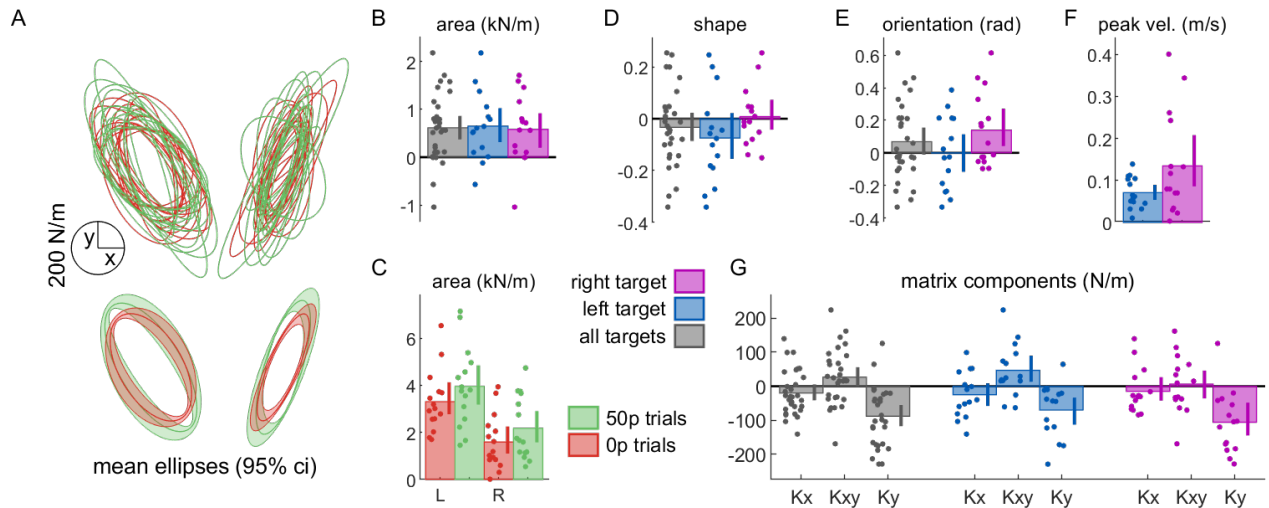 A
200 N/m
y
x
mean ellipses (95% ci)
B
area (kN/m)
2
1
0
-1
C
area (kN/m)
6
4
2
0
L
R
D
shape
0.2
0
-0.2
-0.4
E
orientation (rad)
0.6
0.4
0.2
0
-0.2
-0.4
F
peak vel. (m/s)
0.4
0.3
0.2
0.1
0
right target
left target
all targets
50p trials
0p trials
G
matrix components (N/m)
200
100
0
-100
-200
Kx Kxy Ky Kx Kxy Ky Kx Kxy Ky